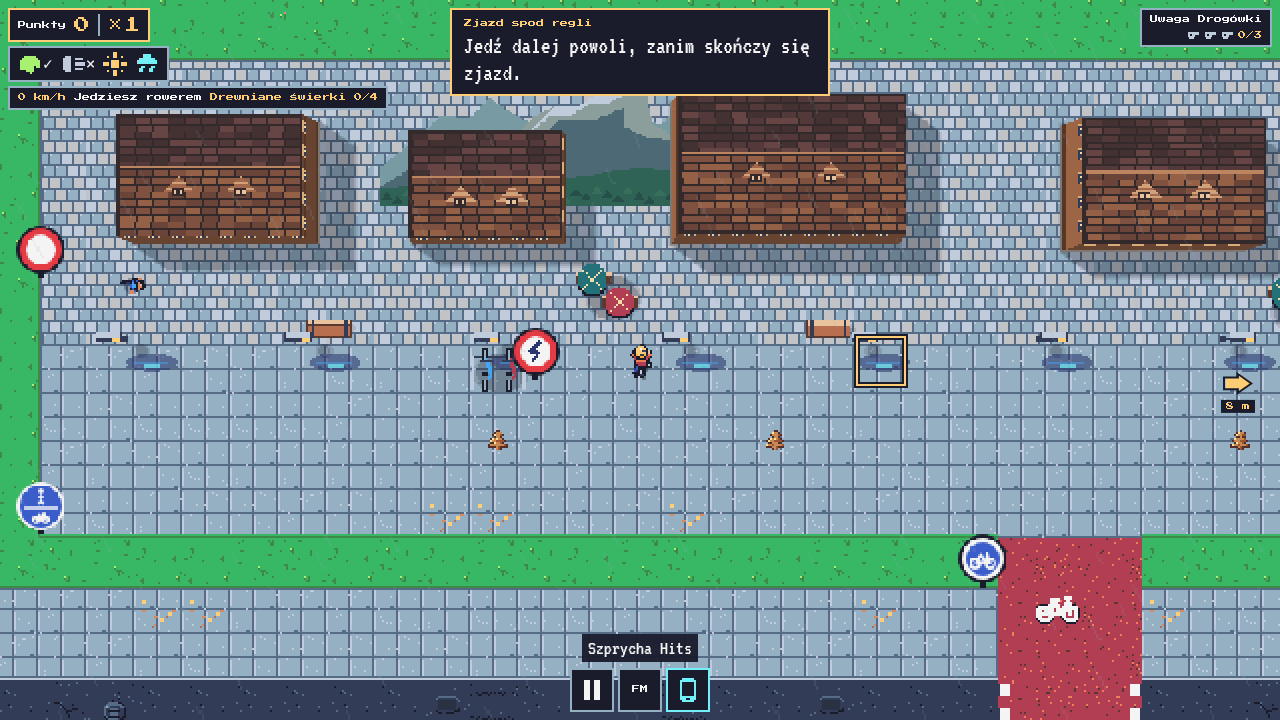 Punkty 0 ×1
Zjazd spod regli
Jedź dalej powoli, zanim skończy się
zjazd.
Uwaga Drogówki
0/3
0 km/h Jedziesz rowerem Drewniane świerki 0/4
8 m
Szprycha Hits
FM